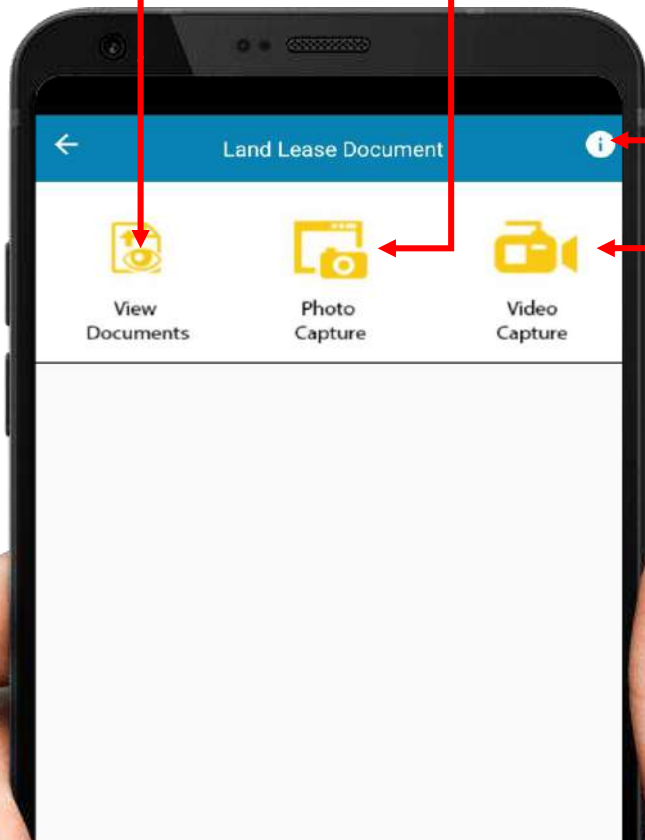 Land Lease Document
View
Documents
Photo
Capture
Video
Capture